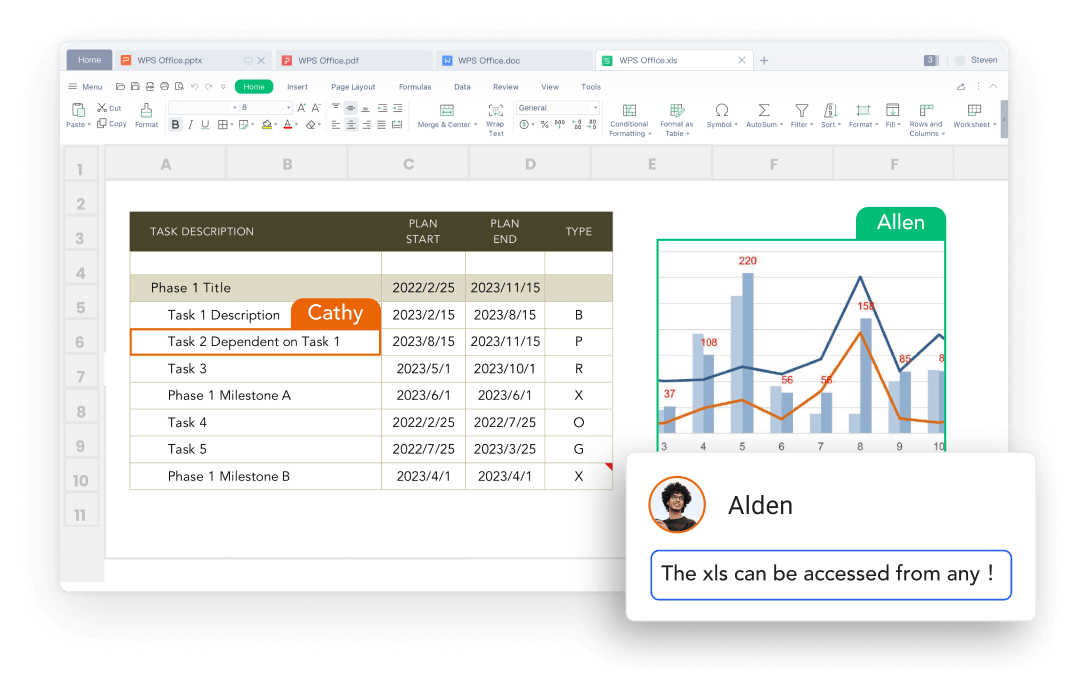 Home WPS Office.pptx WPS Office.pdf WPS Office.doc WPS Office.xls 3 Steven
Menu Home Insert Page Layout Formulas Data Review View Tools
Paste Cut Copy Format 8 B I U A A A Merge & Center Wrap Text General % 000 Conditional Formatting Format as Table Symbol AutoSum Filter Sort Format Fill Rows and Columns Worksheet
A B C D E F F
1
2
3
4
5
6
7
8
9
10
11
TASK DESCRIPTION PLAN START PLAN END TYPE
Phase 1 Title 2022/2/25 2023/11/15
Task 1 Description 2023/2/15 2023/8/15 B
Cathy
Task 2 Dependent on Task 1 2023/8/15 2023/11/15 P
Task 3 2023/5/1 2023/10/1 R
Phase 1 Milestone A 2023/6/1 2023/6/1 X
Task 4 2022/2/25 2022/7/25 O
Task 5 2022/7/25 2023/3/25 G
Phase 1 Milestone B 2023/4/1 2023/4/1 X
Allen
220
158
108
85 8
56 56
37
3 4 5 6 7 8 9 10
Alden
The xls can be accessed from any !